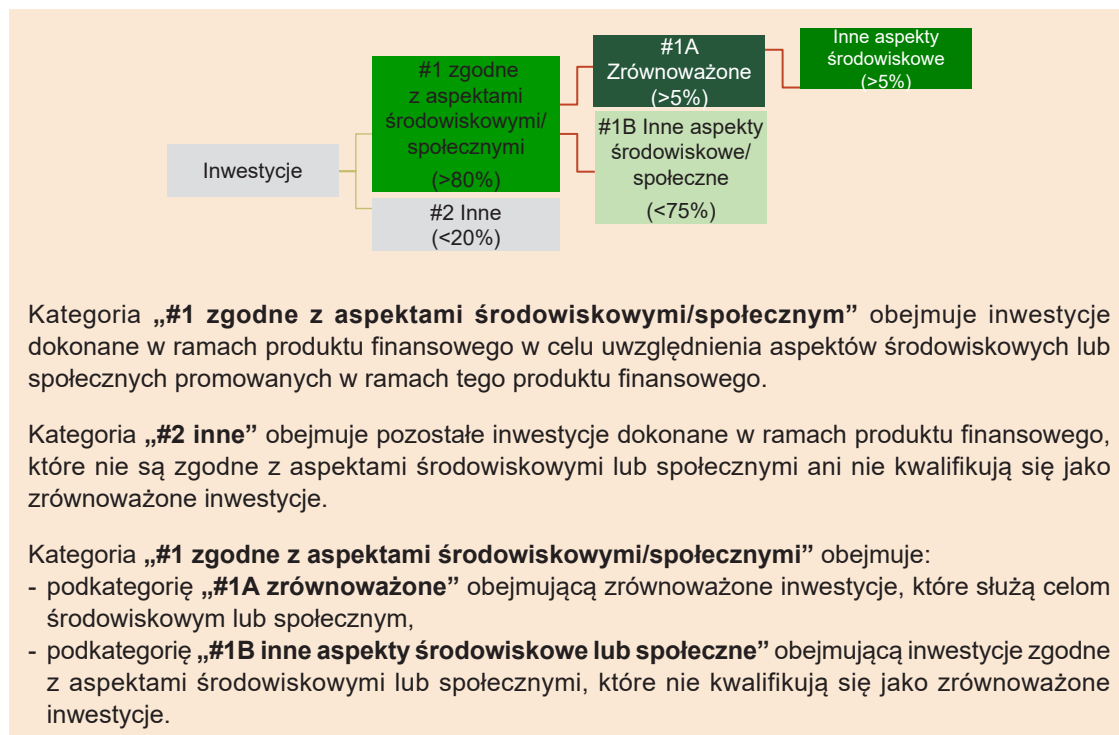 Inwestycje
#1 zgodne
z aspektami
środowiskowymi/
społecznymi
(>80%)
#2 Inne
(<20%)
#1A
Zrównoważone
(>5%)
#1B Inne aspekty
środowiskowe/
społeczne
(<75%)
Inne aspekty
środowiskowe
(>5%)
Kategoria „#1 zgodne z aspektami środowiskowymi/społecznym” obejmuje inwestycje
dokonane w ramach produktu finansowego w celu uwzględnienia aspektów środowiskowych lub
społecznych promowanych w ramach tego produktu finansowego.
Kategoria „#2 inne” obejmuje pozostałe inwestycje dokonane w ramach produktu finansowego,
które nie są zgodne z aspektami środowiskowymi lub społecznymi ani nie kwalifikują się jako
zrównoważone inwestycje.
Kategoria „#1 zgodne z aspektami środowiskowymi/społecznymi” obejmuje:
- podkategorię „#1A zrównoważone” obejmującą zrównoważone inwestycje, które służą celom
środowiskowym lub społecznym,
- podkategorię „#1B inne aspekty środowiskowe lub społeczne” obejmującą inwestycje zgodne
z aspektami środowiskowymi lub społecznymi, które nie kwalifikują się jako zrównoważone
inwestycje.